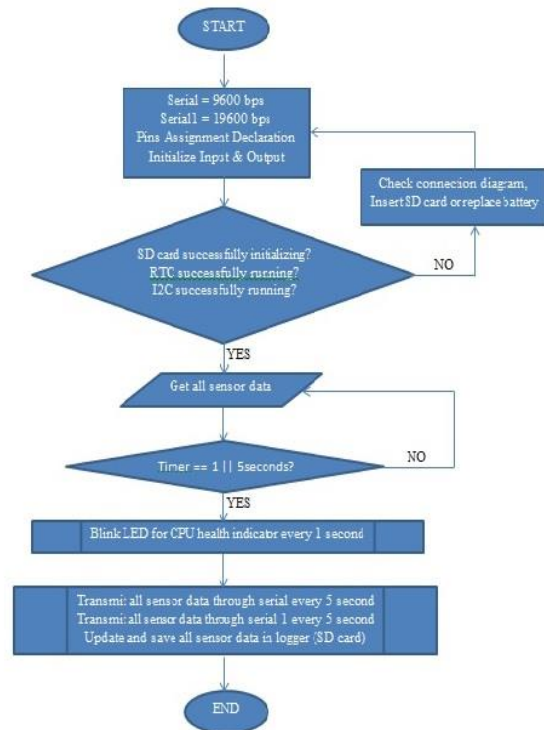 START
Serial = 9600 bps
Serial1 = 19600 bps
Pins Assignment Declaration
Initialize Input & Output
Check connection diagram,
Insert SD card or replace battery
SD card successfully initializing?
RTC successfully running?
I2C successfully running?
NO
YES
Get all sensor data
Timer == 1 || 5seconds?
NO
YES
Blink LED for CPU health indicator every 1 second
Transmit all sensor data through serial every 5 second
Transmit all sensor data through serial 1 every 5 second
Update and save all sensor data in logger (SD card)
END